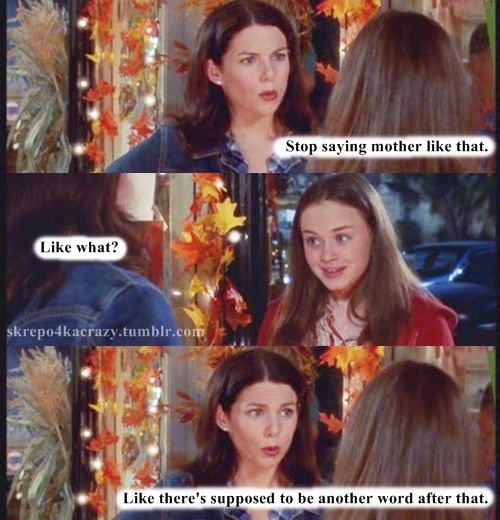 Stop saying mother like that.
Like what?
skrepo4kacrazy.tumblr.com
Like there's supposed to be another word after that.